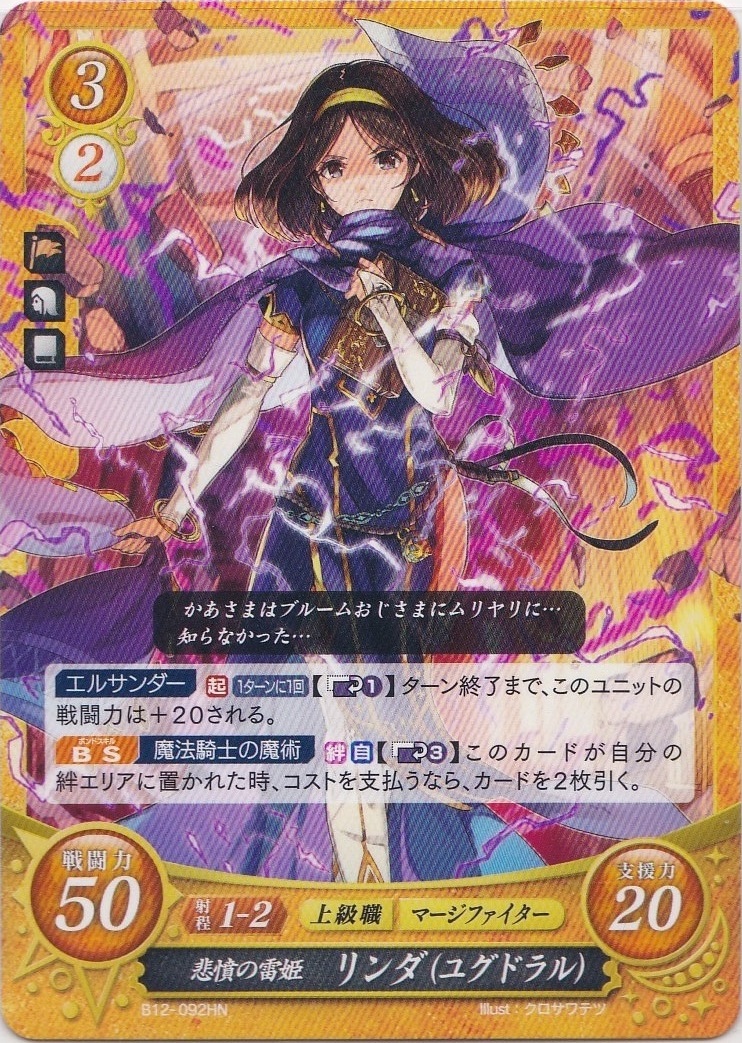 3
2
かあさまはブルームおじさまにムリヤリに…
知らなかった…
エルサンダー 起 1ターンに1回 【 1】ターン終了まで、このユニットの
戦闘力は+20される。
ボンドスキル
BS 魔法騎士の魔術 絆 自 【 3】このカードが自分の
絆エリアに置かれた時、コストを支払うなら、カードを2枚引く。
戦闘力
50
射程 1-2 上級職 マージファイター
支援力
20
悲憤の雷姫 リンダ(ユグドラル)
B12-092HN Illust:クロサワテツ